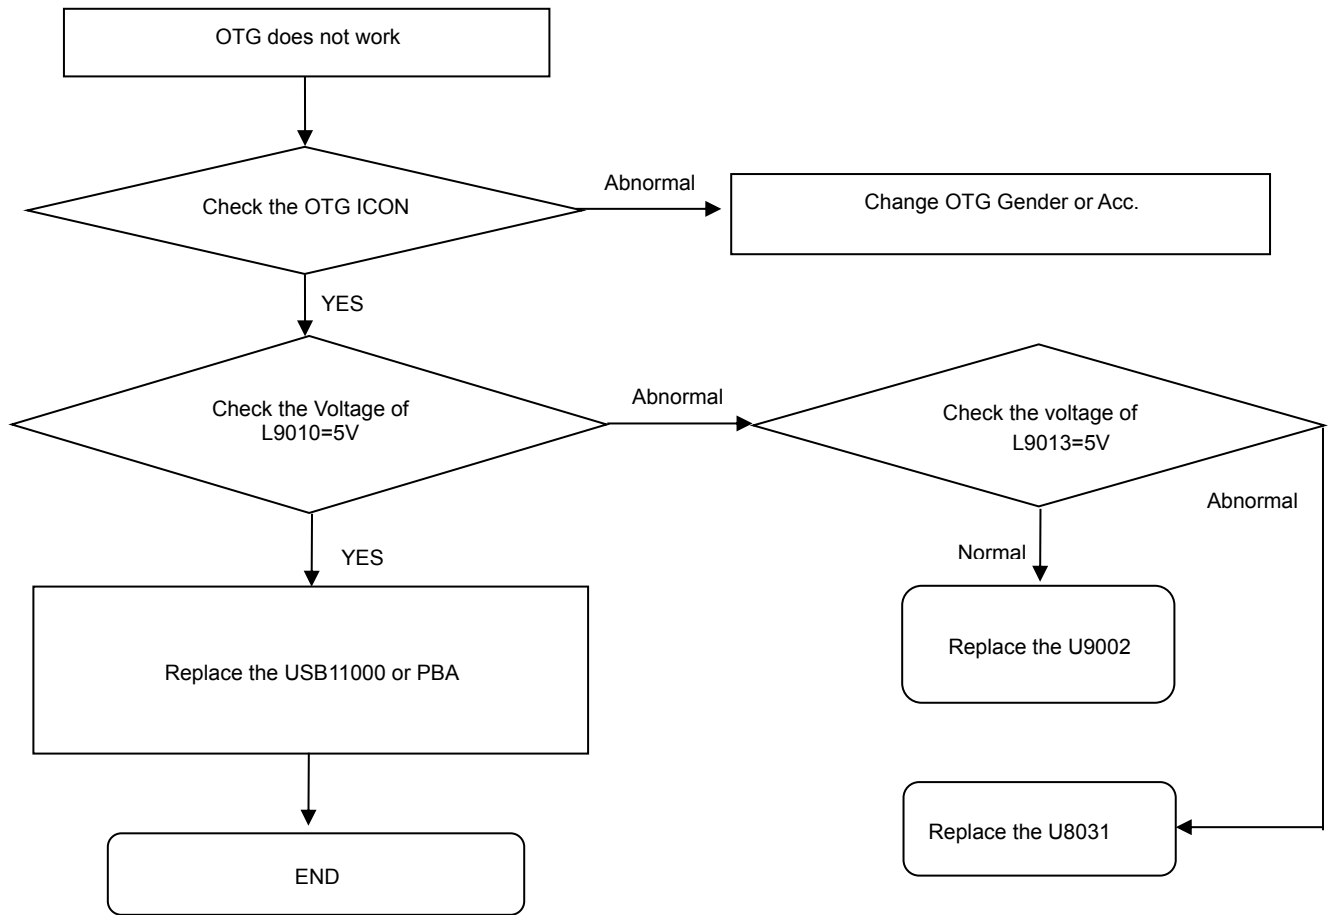 OTG does not work
Check the OTG ICON
Abnormal
Change OTG Gender or Acc.
YES
Check the Voltage of
L9010=5V
Abnormal
Check the voltage of
L9013=5V
Abnormal
YES
Normal
Replace the USB11000 or PBA
Replace the U9002
Replace the U8031
END